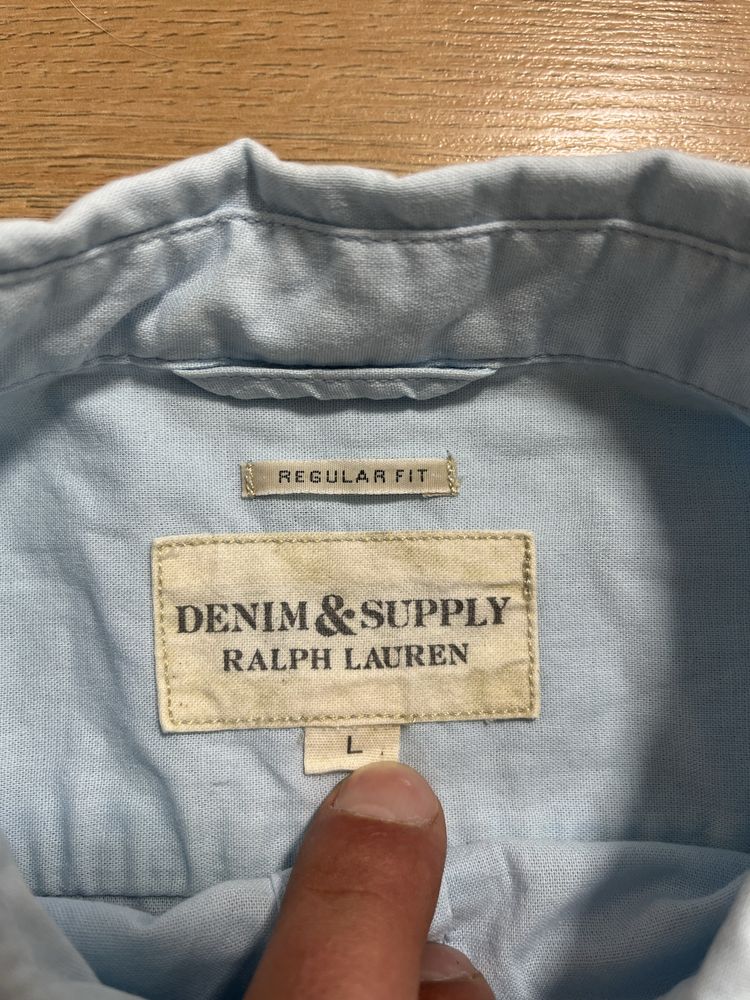 REGULAR FIT
DENIM&SUPPLY
RALPH LAUREN
L